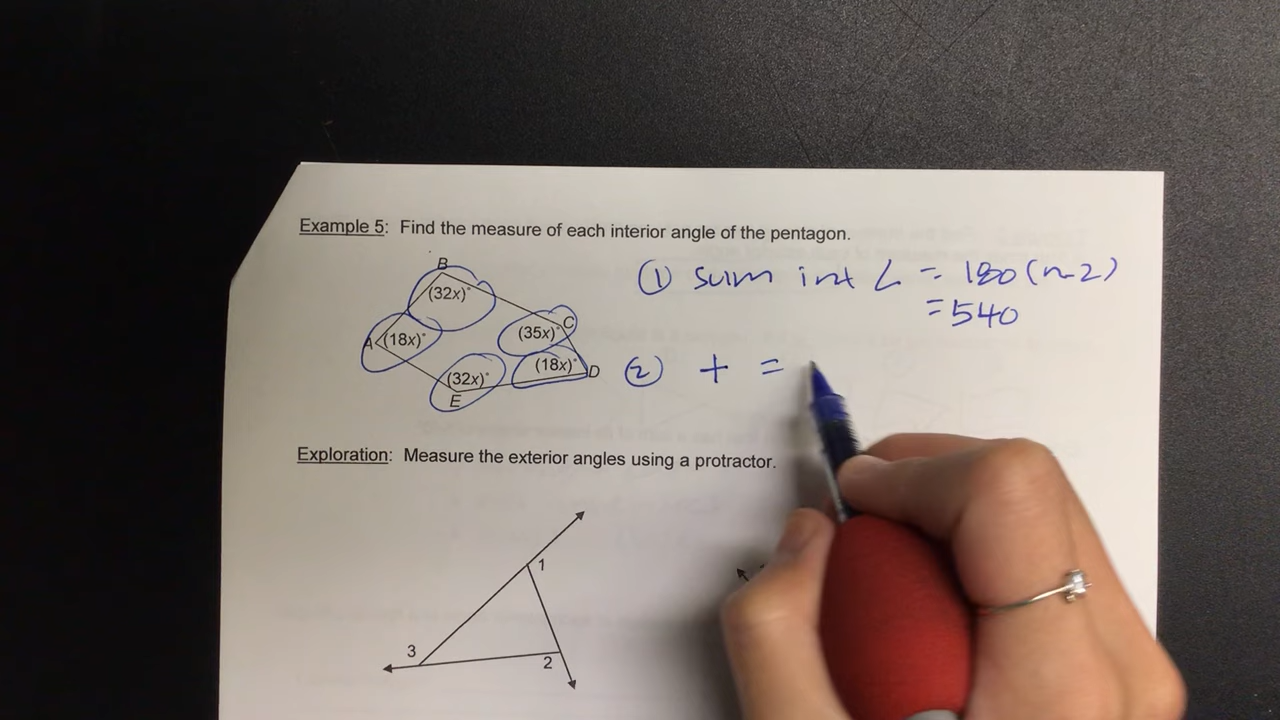 Example 5: Find the measure of each interior angle of the pentagon.
B
(32x)°
A (18x)°
(35x)° C
(18x)° D
(32x)°
E
① sum int ∠ = 180(n-2)
= 540
② + =
Exploration: Measure the exterior angles using a protractor.
1
3
2